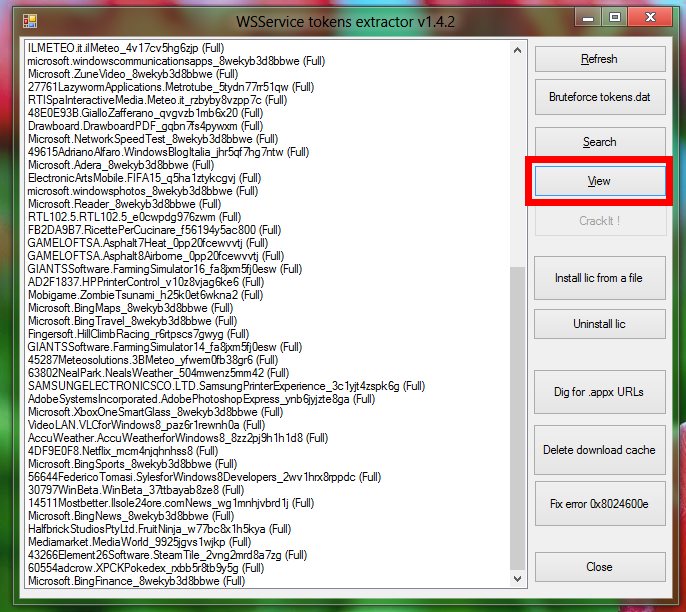 WSService tokens extractor v1.4.2
ILMETEO.it.ilMeteo_4v17cv5hg6zjp (Full)
microsoft.windowscommunicationsapps_8wekyb3d8bbwe (Full)
Microsoft.ZuneVideo_8wekyb3d8bbwe (Full)
27761LazywormApplications.Metrotube_5tydn77rr51qw (Full)
RTISpaInteractiveMedia.Meteo.it_rzbyby8vzpp7c (Full)
48E0E93B.GialloZafferano_qvgvzb1mb6x20 (Full)
Drawboard.DrawboardPDF_gqbn7fs4pywxm (Full)
Microsoft.NetworkSpeedTest_8wekyb3d8bbwe (Full)
49615AdrianoAlfaro.WindowsBlogItalia_jhr5qf7hg7ntw (Full)
Microsoft.Adera_8wekyb3d8bbwe (Full)
ElectronicArtsMobile.FIFA15_q5ha1ztykcgvj (Full)
microsoft.windowsphotos_8wekyb3d8bbwe (Full)
Microsoft.Reader_8wekyb3d8bbwe (Full)
RTL102.5.RTL102.5_e0cwpdg976zwm (Full)
FB2DA9B7.RicettePerCucinare_f56194y5ac800 (Full)
GAMELOFTSA.Asphalt7Heat_0pp20fcewvvtj (Full)
GAMELOFTSA.Asphalt8Airborne_0pp20fcewvvtj (Full)
GIANTSSoftware.FarmingSimulator16_fa8jxm5fj0esw (Full)
AD2F1837.HPPrinterControl_v10z8vjag6ke6 (Full)
Mobigame.ZombieTsunami_h25k0et6wkna2 (Full)
Microsoft.BingMaps_8wekyb3d8bbwe (Full)
Microsoft.BingTravel_8wekyb3d8bbwe (Full)
Fingersoft.HillClimbRacing_r6rtpscs7gwyg (Full)
GIANTSSoftware.FarmingSimulator14_fa8jxm5fj0esw (Full)
45287Meteosolutions.3BMeteo_yfwem0fb38gr6 (Full)
63802NealPark.NealsWeather_504mwenz5mm42 (Full)
SAMSUNGELECTRONICSCO.LTD.SamsungPrinterExperience_3c1yjt4zspk6g (Full)
AdobeSystemsIncorporated.AdobePhotoshopExpress_ynb6jyjzte8ga (Full)
Microsoft.XboxOneSmartGlass_8wekyb3d8bbwe (Full)
VideoLAN.VLCforWindows8_paz6r1rewnh0a (Full)
AccuWeather.AccuWeatherforWindows8_8zz2pj9h1h1d8 (Full)
4DF9E0F8.Netflix_mcm4njqhnhss8 (Full)
Microsoft.BingSports_8wekyb3d8bbwe (Full)
56644FedericoTomasi.SylesforWindows8Developers_2wv1hrx8rppdc (Full)
30797WinBeta.WinBeta_37ttbayab8ze8 (Full)
14511Mostbetter.Ilsole24ore.comNews_wg1mnhjvbrd1j (Full)
Microsoft.BingNews_8wekyb3d8bbwe (Full)
HalfbrickStudiosPtyLtd.FruitNinja_w77bc8x1h5kya (Full)
Mediamarket.MediaWorld_9925jgvs1wjkp (Full)
43266Element26Software.SteamTile_2vng2mrd8a7zg (Full)
60554adcrow.XPCKPokedex_rxbb5r8tb9y5g (Full)
Microsoft.BingFinance_8wekyb3d8bbwe (Full)
Refresh
Bruteforce tokens.dat
Search
View
CrackIt !
Install lic from a file
Uninstall lic
Dig for .appx URLs
Delete download cache
Fix error 0x8024600e
Close